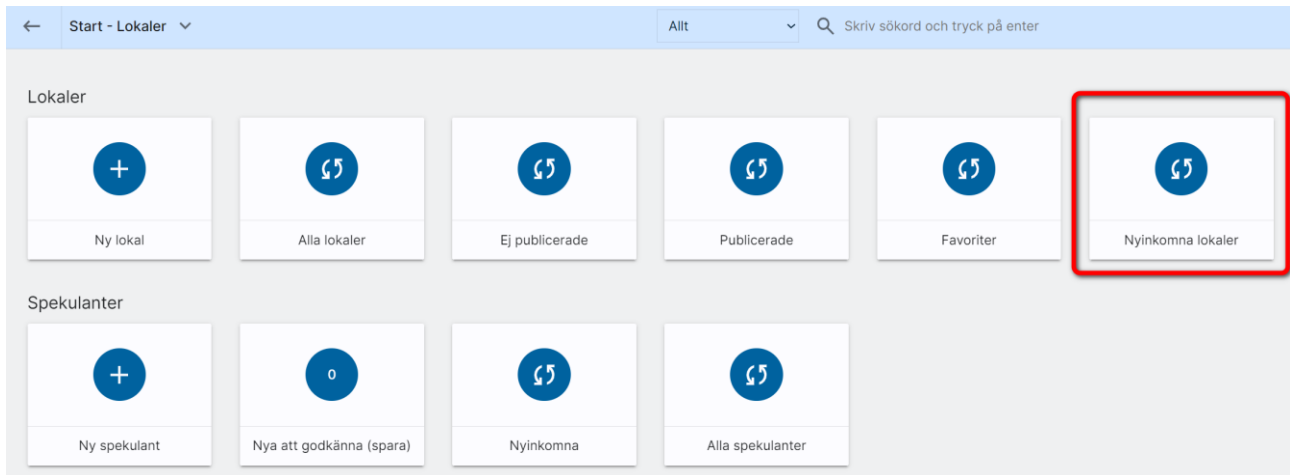 Start - Lokaler
Allt
Skriv sökord och tryck på enter
Lokaler
Ny lokal
Alla lokaler
Ej publicerade
Publicerade
Favoriter
Nyinkomna lokaler
Spekulanter
0
Ny spekulant
Nya att godkänna (spara)
Nyinkomna
Alla spekulanter